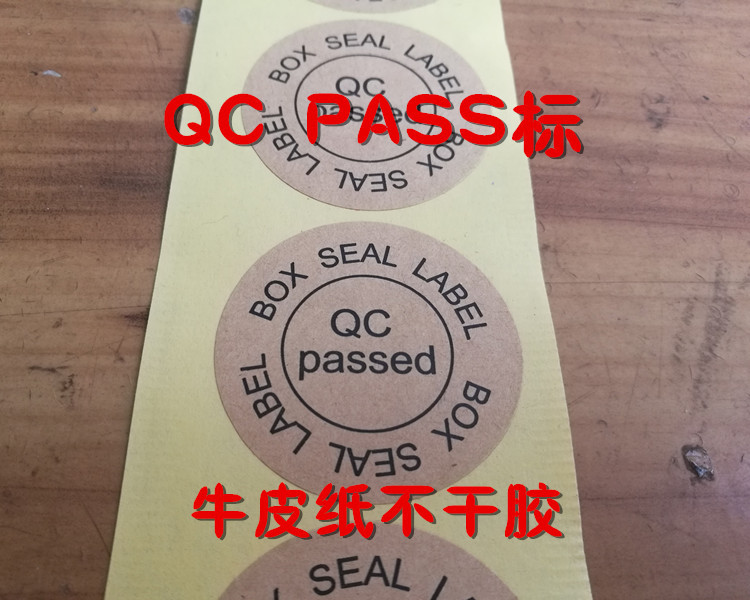 BOX SEAL LABEL BOX SEAL LABEL
QC
passed
QC PASS标
BOX SEAL LABEL BOX SEAL LABEL
QC
passed
牛皮纸不干胶
SEAL